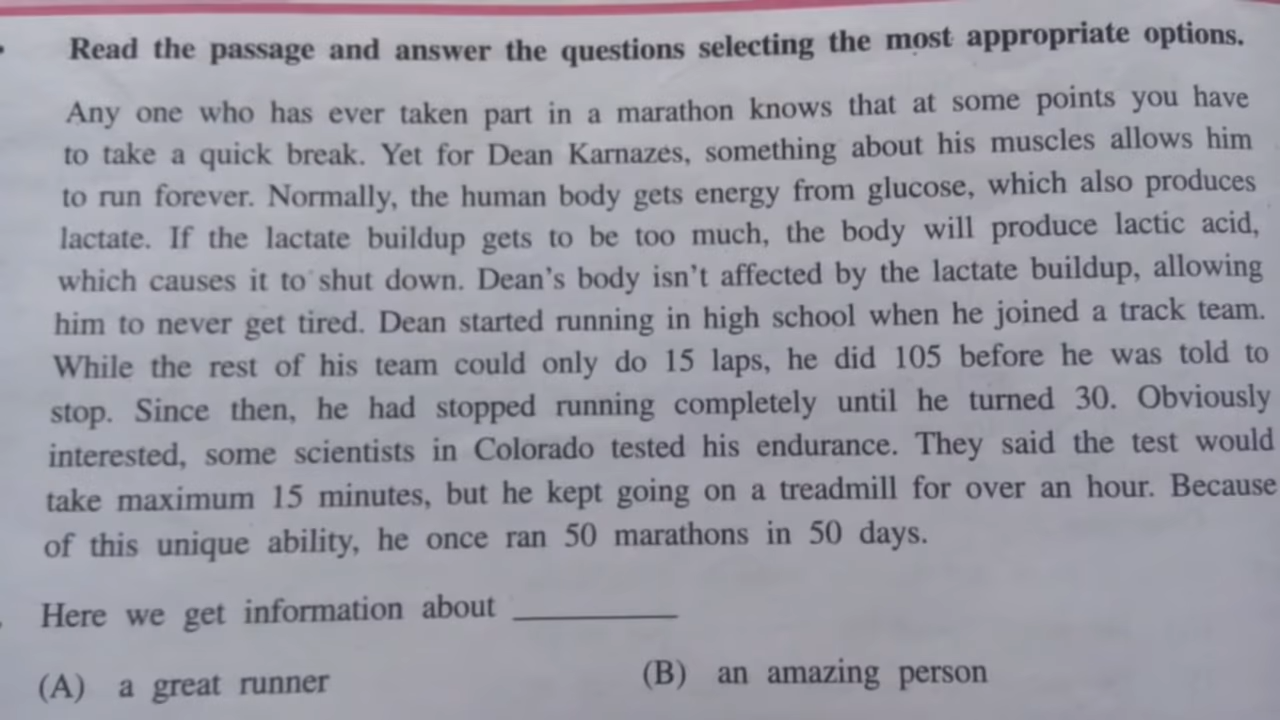 Read the passage and answer the questions selecting the most appropriate options.
Any one who has ever taken part in a marathon knows that at some points you have
to take a quick break. Yet for Dean Karnazes, something about his muscles allows him
to run forever. Normally, the human body gets energy from glucose, which also produces
lactate. If the lactate buildup gets to be too much, the body will produce lactic acid,
which causes it to shut down. Dean's body isn't affected by the lactate buildup, allowing
him to never get tired. Dean started running in high school when he joined a track team.
While the rest of his team could only do 15 laps, he did 105 before he was told to
stop. Since then, he had stopped running completely until he turned 30. Obviously
interested, some scientists in Colorado tested his endurance. They said the test would
take maximum 15 minutes, but he kept going on a treadmill for over an hour. Because
of this unique ability, he once ran 50 marathons in 50 days.
Here we get information about ________
(A) a great runner (B) an amazing person